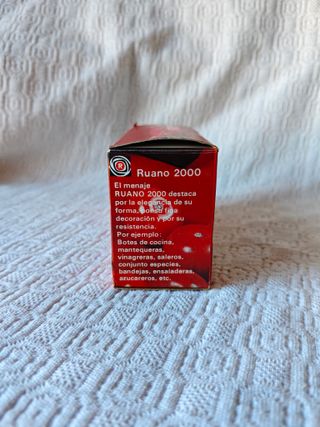 R Ruano 2000
El menaje
RUANO 2000 destaca
por la elegancia de su
forma, por su fija
decoración y por su
resistencia.
Por ejemplo:
Botes de cocina,
mantequeras,
vinagreras, saleros,
conjunto especies,
bandejas, ensaladeras,
azucareros, etc.